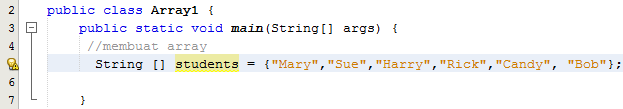 2 public class Array1 {
3 public static void main(String[] args) {
4 //membuat array
String [] students = {"Mary","Sue","Harry","Rick","Candy", "Bob"};
6
7 }